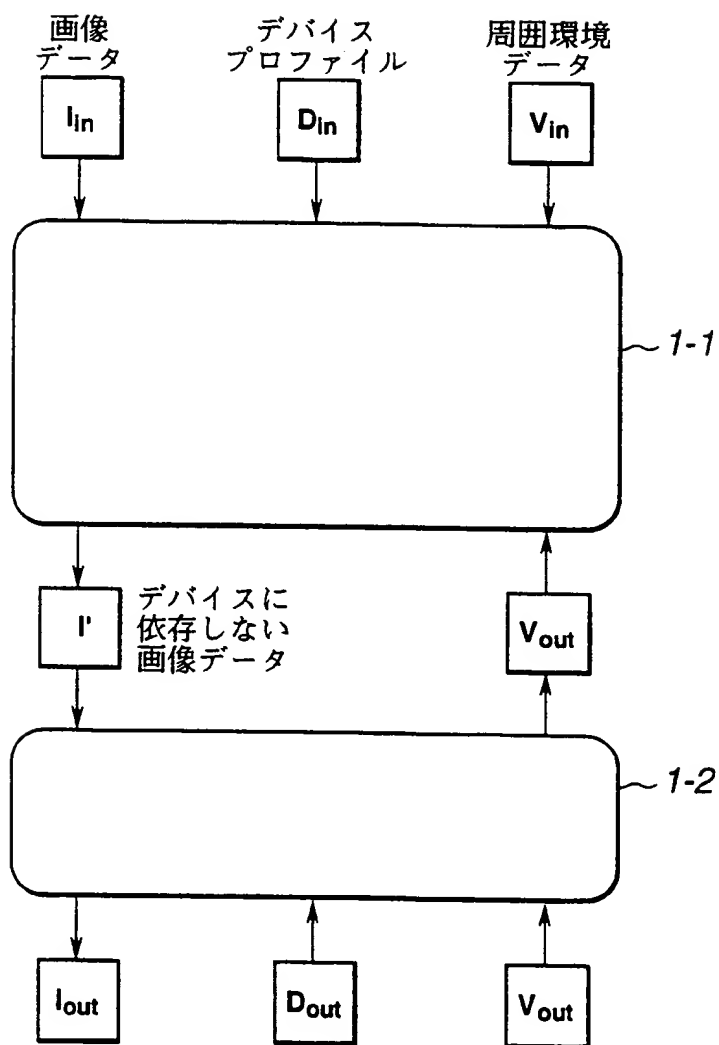 画像
データ
デバイス
プロファイル
周囲環境
データ
Iin
Din
Vin
1-1
I'
デバイスに
依存しない
画像データ
Vout
1-2
Iout
Dout
Vout